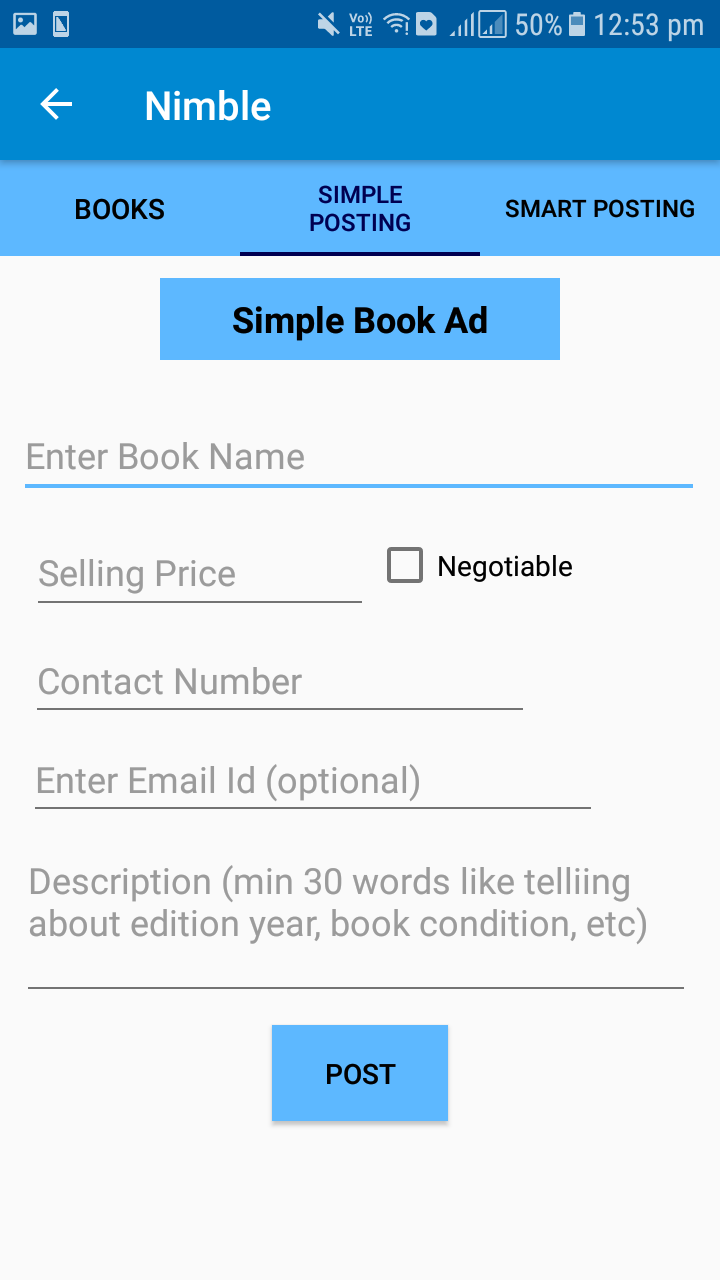 Vo)) LTE 50% 12:53 pm
Nimble
BOOKS
SIMPLE
POSTING
SMART POSTING
Simple Book Ad
Enter Book Name
Selling Price
Negotiable
Contact Number
Enter Email Id (optional)
Description (min 30 words like telliing
about edition year, book condition, etc)
POST